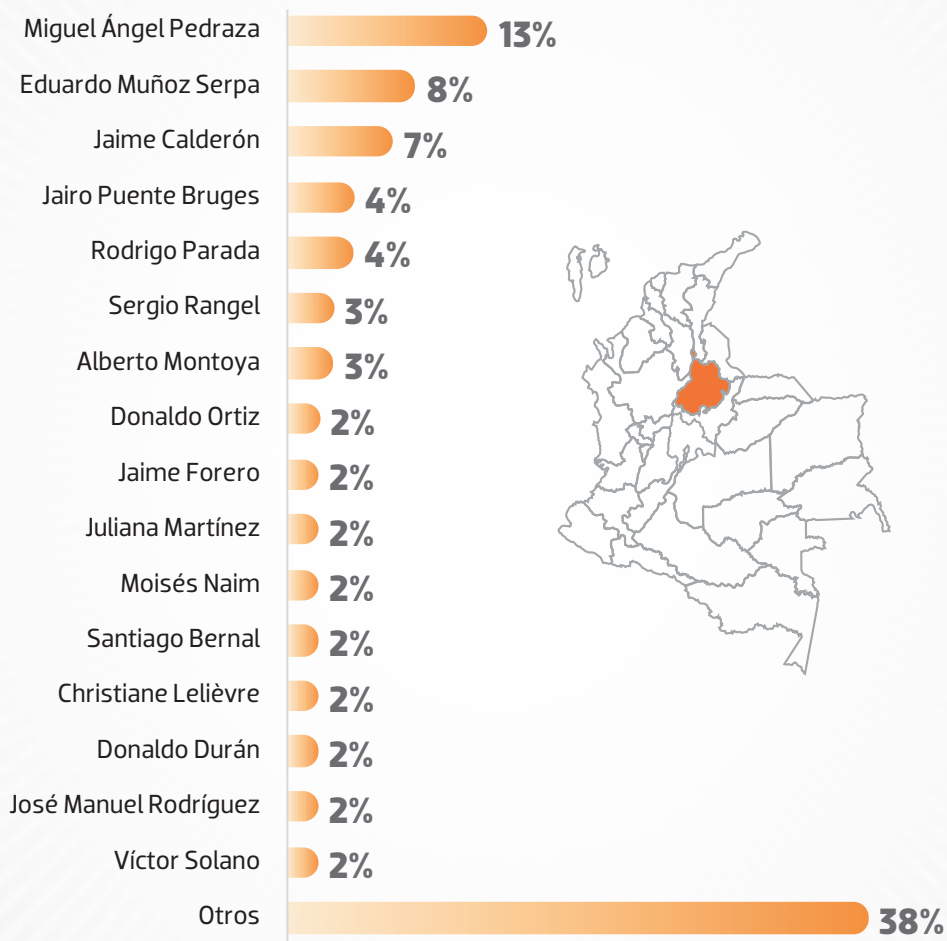 Miguel Ángel Pedraza 13%
Eduardo Muñoz Serpa 8%
Jaime Calderón 7%
Jairo Puente Bruges 4%
Rodrigo Parada 4%
Sergio Rangel 3%
Alberto Montoya 3%
Donaldo Ortiz 2%
Jaime Forero 2%
Juliana Martínez 2%
Moisés Naim 2%
Santiago Bernal 2%
Christiane Lelièvre 2%
Donaldo Durán 2%
José Manuel Rodríguez 2%
Víctor Solano 2%
Otros 38%